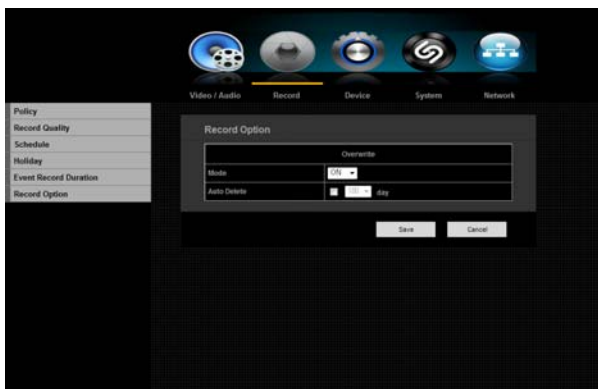 Video / Audio
Record
Device
System
Network
Policy
Record Quality
Schedule
Holiday
Event Record Duration
Record Option
Record Option
Overwrite
Mode ON
Auto Delete day
Save Cancel